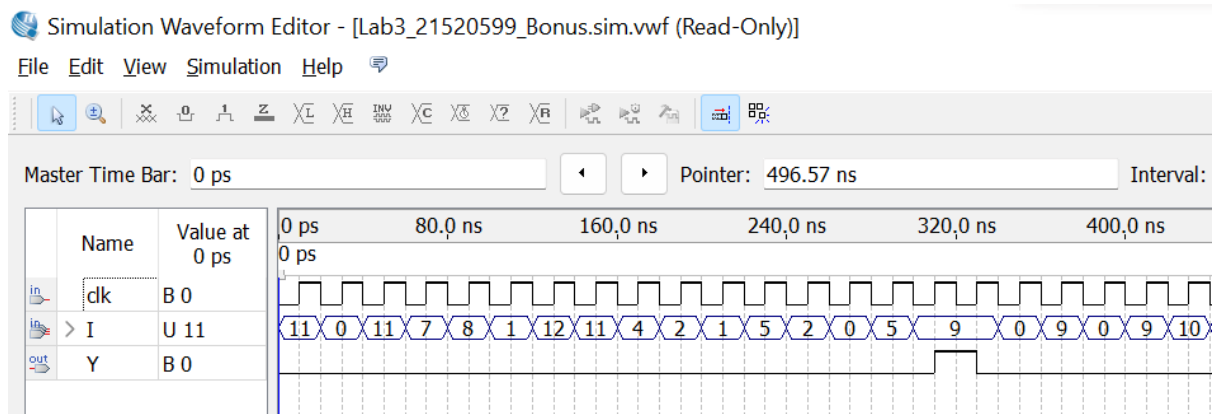 Simulation Waveform Editor - [Lab3_21520599_Bonus.sim.vwf (Read-Only)]
File Edit View Simulation Help
Master Time Bar: 0 ps Pointer: 496.57 ns Interval:
Name Value at 0 ps 0 ps 80.0 ns 160.0 ns 240.0 ns 320.0 ns 400.0 ns
0 ps
in clk B 0
in > I U 11 11 0 11 7 8 1 12 11 4 2 1 5 2 0 5 9 0 9 0 9 10
out Y B 0